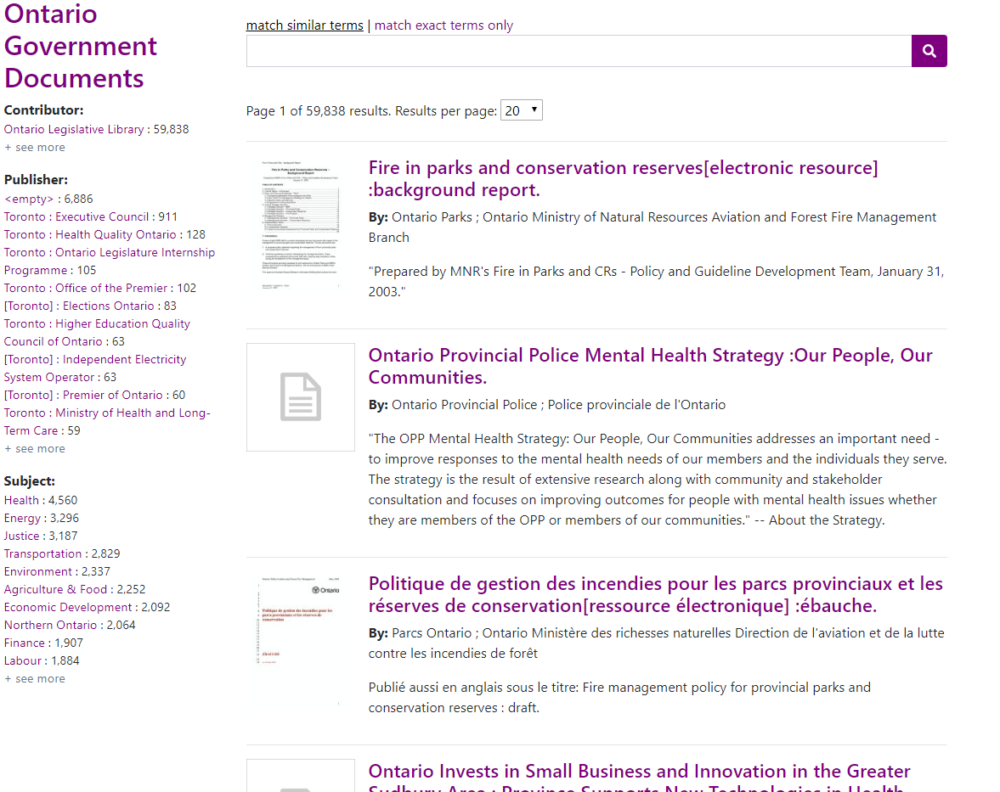 Ontario
Government
Documents
Contributor:
Ontario Legislative Library : 59,838
+ see more
Publisher:
<empty> : 6,886
Toronto : Executive Council : 911
Toronto : Health Quality Ontario : 128
Toronto : Ontario Legislature Internship
Programme : 105
Toronto : Office of the Premier : 102
[Toronto] : Elections Ontario : 83
Toronto : Higher Education Quality
Council of Ontario : 63
[Toronto] : Independent Electricity
System Operator : 63
[Toronto] : Premier of Ontario : 60
Toronto : Ministry of Health and Long-
Term Care : 59
+ see more
Subject:
Health : 4,560
Energy : 3,296
Justice : 3,187
Transportation : 2,829
Environment : 2,337
Agriculture & Food : 2,252
Economic Development : 2,092
Northern Ontario : 2,064
Finance : 1,907
Labour : 1,884
+ see more
match similar terms | match exact terms only
Page 1 of 59,838 results. Results per page: 20
Fire in parks and conservation reserves[electronic resource]
:background report.
By: Ontario Parks ; Ontario Ministry of Natural Resources Aviation and Forest Fire Management
Branch
"Prepared by MNR's Fire in Parks and CRs - Policy and Guideline Development Team, January 31,
2003."
Ontario Provincial Police Mental Health Strategy :Our People, Our
Communities.
By: Ontario Provincial Police ; Police provinciale de l'Ontario
"The OPP Mental Health Strategy: Our People, Our Communities addresses an important need -
to improve responses to the mental health needs of our members and the individuals they serve.
The strategy is the result of extensive research along with community and stakeholder
consultation and focuses on improving outcomes for people with mental health issues whether
they are members of the OPP or members of our communities." -- About the Strategy.
Ontario
Politique de gestion des incendies pour les
parcs provinciaux et les réserves de
conservation
Politique de gestion des incendies pour les parcs provinciaux et les
réserves de conservation[ressource électronique] :ébauche.
By: Parcs Ontario ; Ontario Ministère des richesses naturelles Direction de l'aviation et de la lutte
contre les incendies de forêt
Publié aussi en anglais sous le titre: Fire management policy for provincial parks and
conservation reserves : draft.
Ontario Invests in Small Business and Innovation in the Greater
Sudbury Area : Province Supports New Technologies in Health